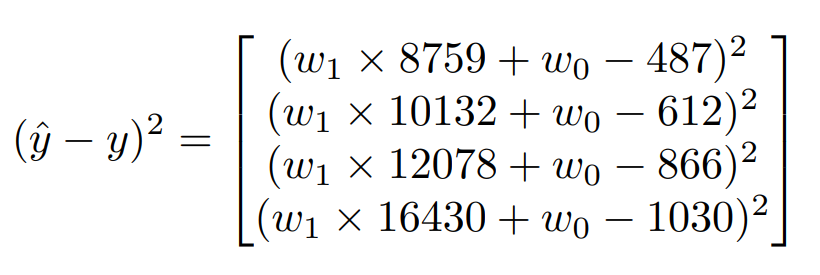 (ŷ − y)² =
(w₁ × 8759 + w₀ − 487)²
(w₁ × 10132 + w₀ − 612)²
(w₁ × 12078 + w₀ − 866)²
(w₁ × 16430 + w₀ − 1030)²